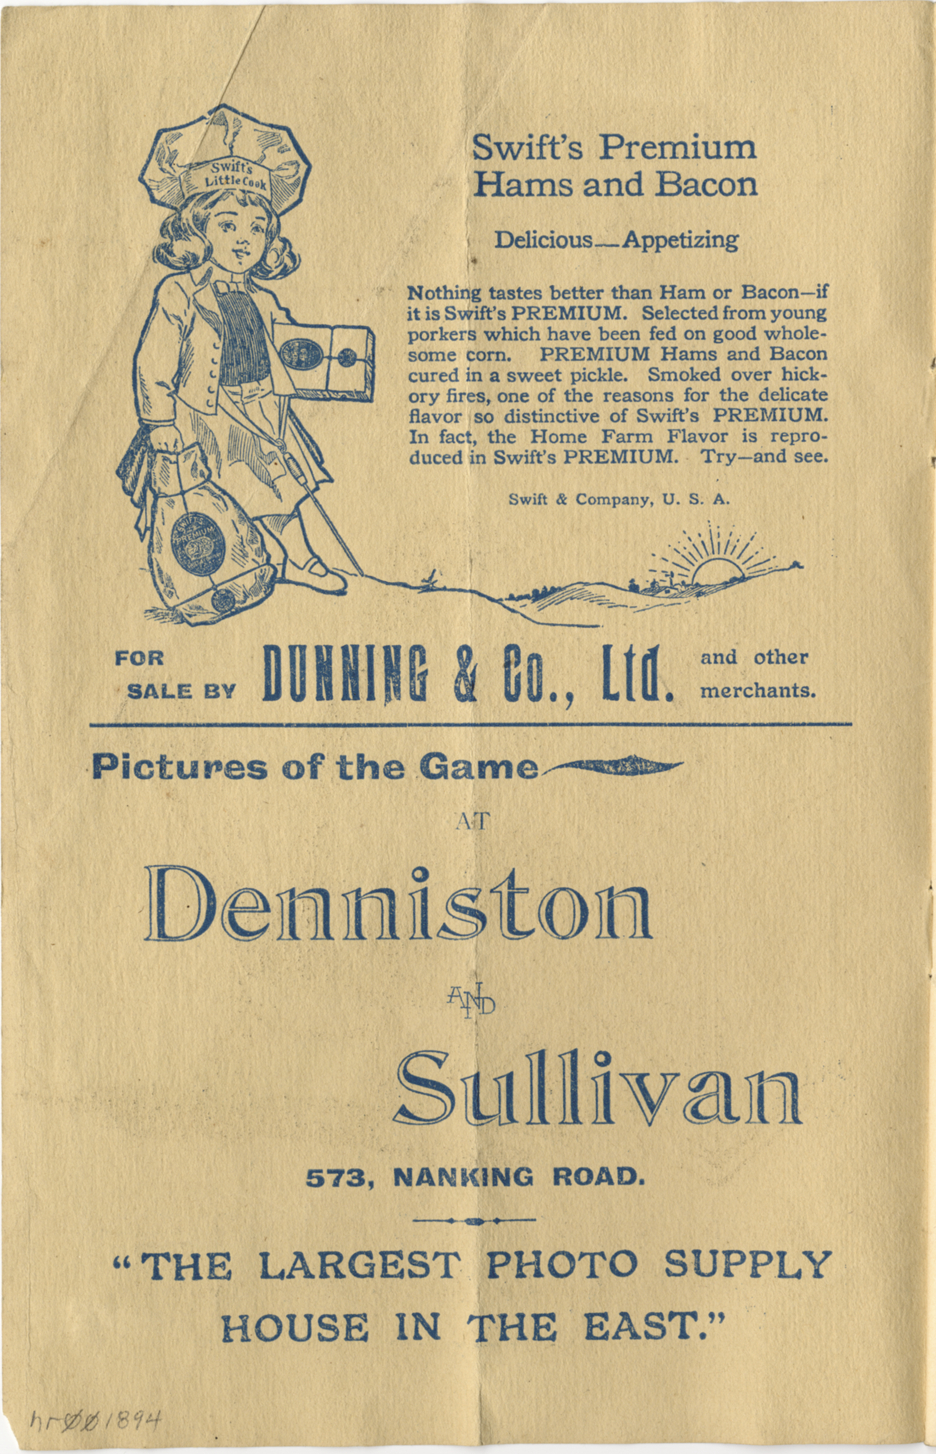 Swift's
Little Cook
Swift's Premium
Hams and Bacon
Delicious—Appetizing
Nothing tastes better than Ham or Bacon—if
it is Swift's PREMIUM. Selected from young
porkers which have been fed on good whole-
some corn. PREMIUM Hams and Bacon
cured in a sweet pickle. Smoked over hick-
ory fires, one of the reasons for the delicate
flavor so distinctive of Swift's PREMIUM.
In fact, the Home Farm Flavor is repro-
duced in Swift's PREMIUM. Try—and see.
Swift & Company, U. S. A.
SWIFT'S
PREMIUM
FOR
SALE BY DUNNING & Co., Ltd. and other
merchants.
Pictures of the Game
AT
Denniston
AND
Sullivan
573, NANKING ROAD.
"THE LARGEST PHOTO SUPPLY
HOUSE IN THE EAST."
hr001894